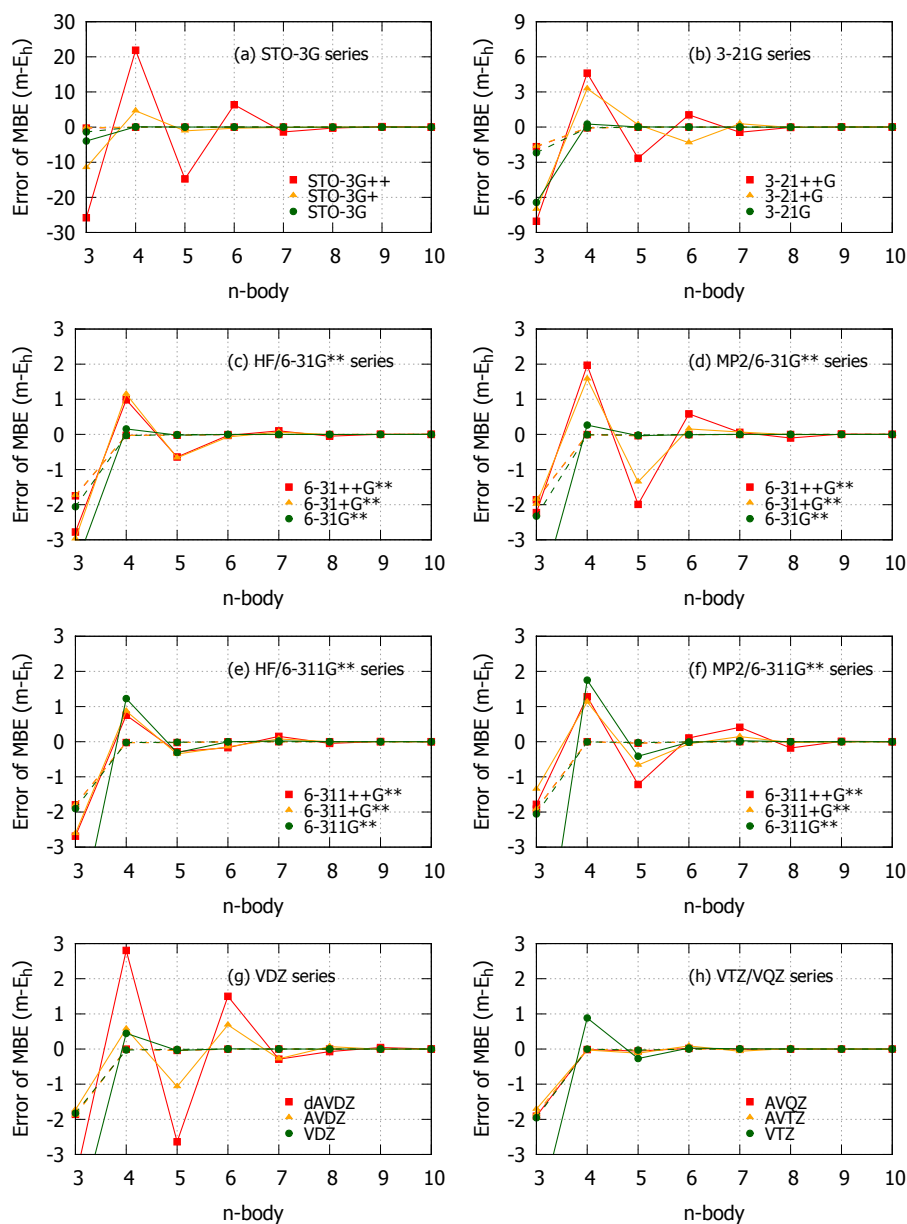 (a) STO-3G series
Error of MBE (m-Eh)
30
20
10
0
10
-20
30
STO-3G++
STO-3G+
STO-3G
3 4 5 6 7 8 9 10
n-body
(b) 3-21G series
Error of MBE (m-Eh)
9
6
3
0
-3
-6
-9
3-21++G
3-21+G
3-21G
3 4 5 6 7 8 9 10
n-body
(c) HF/6-31G** series
Error of MBE (m-Eh)
3
2
1
0
-1
-2
-3
6-31++G**
6-31+G**
6-31G**
3 4 5 6 7 8 9 10
n-body
(d) MP2/6-31G** series
Error of MBE (m-Eh)
3
2
1
0
-1
-2
-3
6-31++G**
6-31+G**
6-31G**
3 4 5 6 7 8 9 10
n-body
(e) HF/6-311G** series
Error of MBE (m-Eh)
3
2
1
0
-1
-2
-3
6-311++G**
6-311+G**
6-311G**
3 4 5 6 7 8 9 10
n-body
(f) MP2/6-311G** series
Error of MBE (m-Eh)
3
2
1
0
-1
-2
-3
6-311++G**
6-311+G**
6-311G**
3 4 5 6 7 8 9 10
n-body
(g) VDZ series
Error of MBE (m-Eh)
3
2
1
0
-1
-2
-3
dAVDZ
AVDZ
VDZ
3 4 5 6 7 8 9 10
n-body
(h) VTZ/VQZ series
Error of MBE (m-Eh)
3
2
1
0
-1
-2
-3
AVQZ
AVTZ
VTZ
3 4 5 6 7 8 9 10
n-body